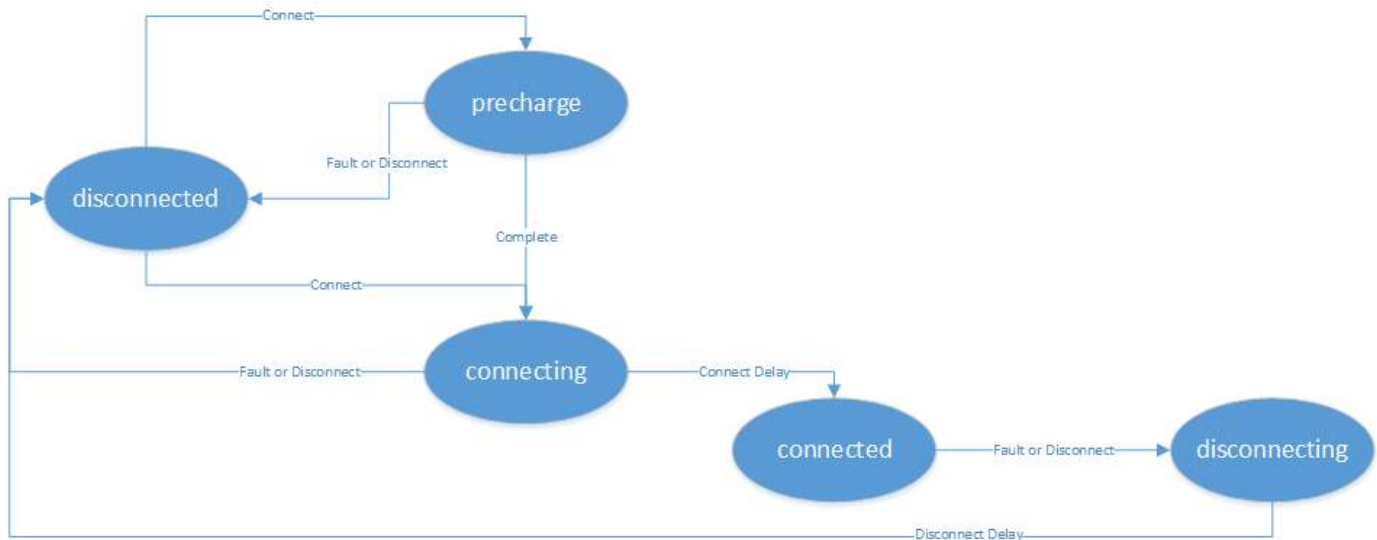 Connect
precharge
Fault or Disconnect
disconnected
Complete
Connect
connecting
Fault or Disconnect
Connect Delay
connected
Fault or Disconnect
disconnecting
Disconnect Delay